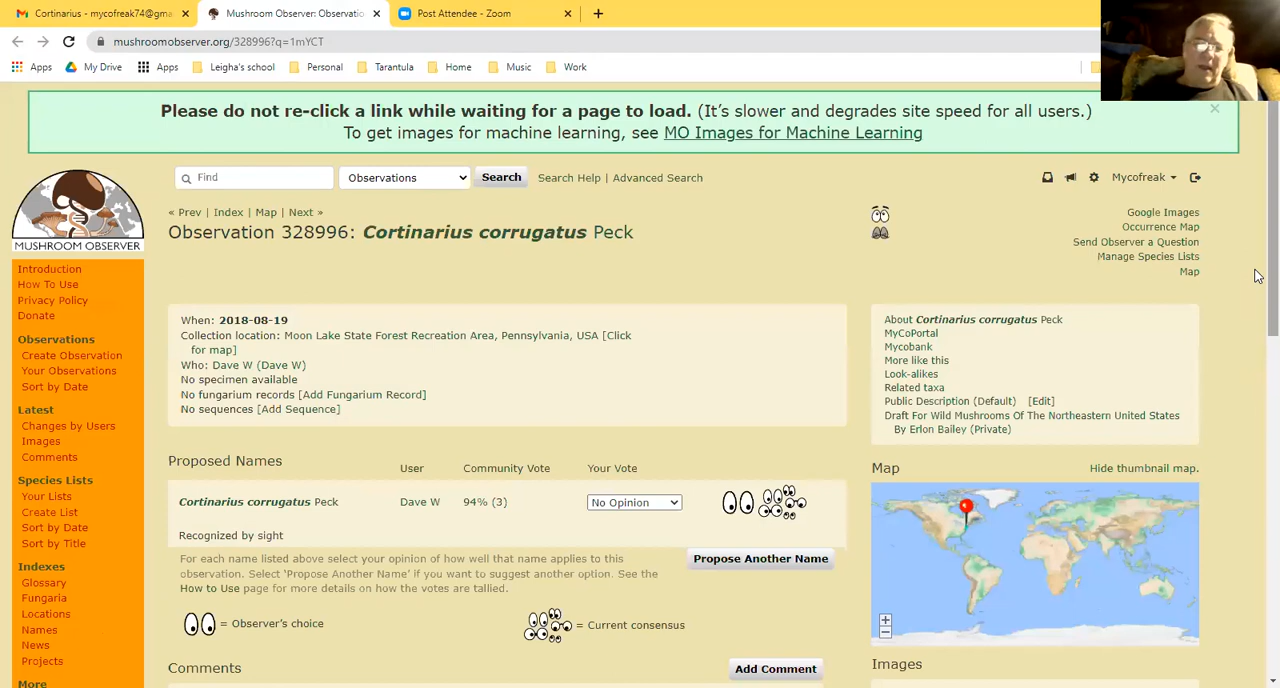 Cortinarius - mycofreak74@gma
Mushroom Observer: Observatio
Post Attendee - Zoom
mushroomobserver.org/328996?q=1mYCT
Apps
My Drive
Apps
Leigha's school
Personal
Tarantula
Home
Music
Work
Please do not re-click a link while waiting for a page to load. (It's slower and degrades site speed for all users.)
To get images for machine learning, see MO Images for Machine Learning
Find
Observations
Search
Search Help | Advanced Search
Mycofreak
MUSHROOM OBSERVER
« Prev | Index | Map | Next »
Observation 328996: Cortinarius corrugatus Peck
Google Images
Occurrence Map
Send Observer a Question
Manage Species Lists
Map
Introduction
How To Use
Privacy Policy
Donate
Observations
Create Observation
Your Observations
Sort by Date
Latest
Changes by Users
Images
Comments
Species Lists
Your Lists
Create List
Sort by Date
Sort by Title
Indexes
Glossary
Fungaria
Locations
Names
News
Projects
More
When: 2018-08-19
Collection location: Moon Lake State Forest Recreation Area, Pennsylvania, USA [Click
for map]
Who: Dave W (Dave W)
No specimen available
No fungarium records [Add Fungarium Record]
No sequences [Add Sequence]
About Cortinarius corrugatus Peck
MyCoPortal
Mycobank
More like this
Look-alikes
Related taxa
Public Description (Default) [Edit]
Draft For Wild Mushrooms Of The Northeastern United States
By Erlon Bailey (Private)
Proposed Names
User
Community Vote
Your Vote
Cortinarius corrugatus Peck
Dave W
94% (3)
No Opinion
Recognized by sight
For each name listed above select your opinion of how well that name applies to this
observation. Select 'Propose Another Name' if you want to suggest another option. See the
How to Use page for more details on how the votes are tallied.
Propose Another Name
= Observer's choice
= Current consensus
Comments
Add Comment
Map
Hide thumbnail map.
Images